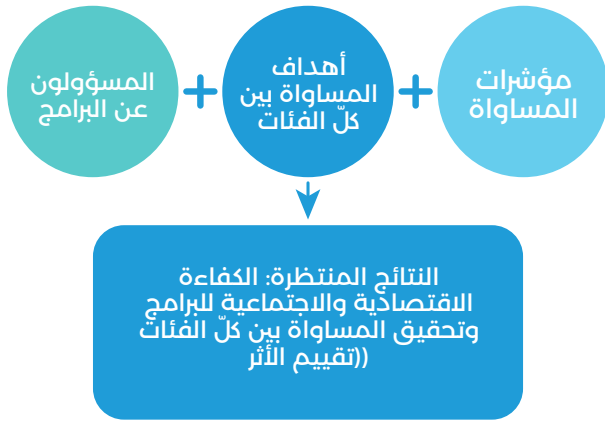 مؤشرات
المساواة
+
أهداف
المساواة بين
كلّ الفئات
+
المسؤولون
عن البرامج
النتائج المنتظرة: الكفاءة
الاقتصادية والاجتماعية للبرامج
وتحقيق المساواة بين كلّ الفئات
((تقييم الأثر